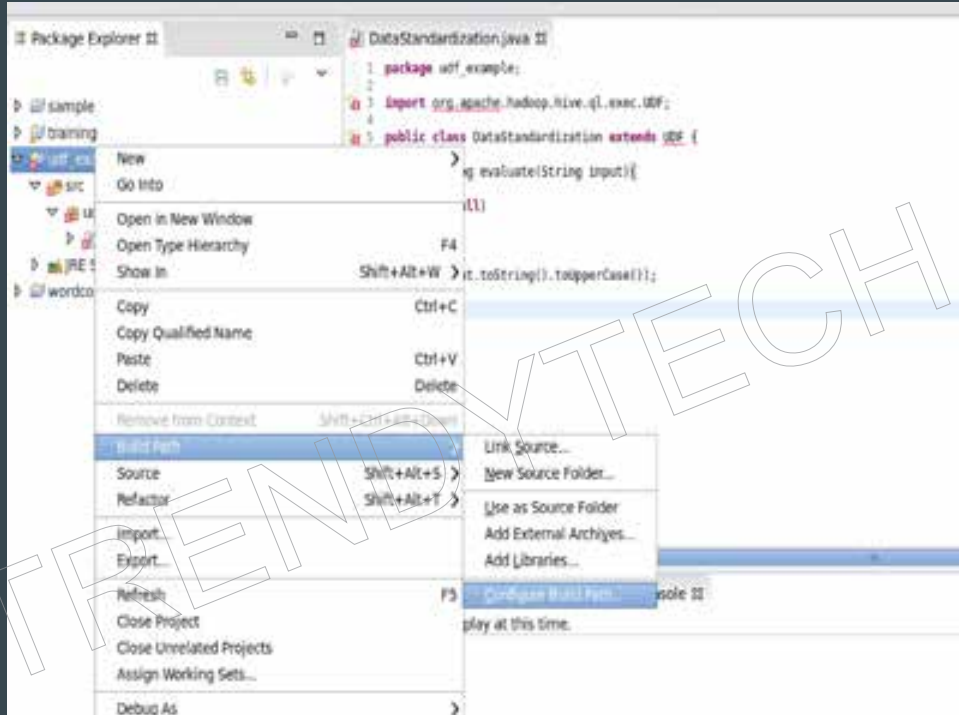 Package Explorer
DataStandardization.java
1 package udf_example;
2
3 import org.apache.hadoop.hive.ql.exec.UDF;
4
5 public class DataStandardization extends UDF {
evaluate(String input){
t.toString().toUpperCase());
sample
training
src
JRE S
wordco
New
Go Into
Open in New Window
Open Type Hierarchy F4
Show In Shift+Alt+W
Copy Ctrl+C
Copy Qualified Name
Paste Ctrl+V
Delete Delete
Remove from Context Shift+Ctrl+Alt+Down
Build Path
Source Shift+Alt+S
Refactor Shift+Alt+T
Import...
Export...
Refresh F5
Close Project
Close Unrelated Projects
Assign Working Sets...
Debug As
Link Source...
New Source Folder...
Use as Source Folder
Add External Archives...
Add Libraries...
Configure Build Path...
sole
play at this time.
TRENDYTECH